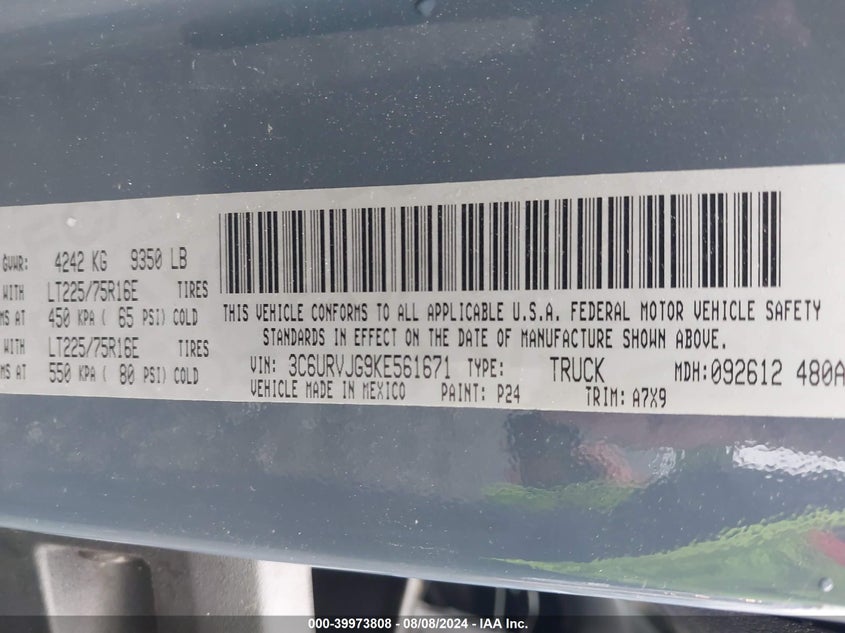 GVWR: 4242 KG 9350 LB
WITH LT225/75R16E TIRES
MS AT 450 KPA ( 65 PSI) COLD
WITH LT225/75R16E TIRES
MS AT 550 KPA ( 80 PSI) COLD
THIS VEHICLE CONFORMS TO ALL APPLICABLE U.S.A. FEDERAL MOTOR VEHICLE SAFETY
STANDARDS IN EFFECT ON THE DATE OF MANUFACTURE SHOWN ABOVE.
VIN: 3C6URVJG9KE561671 TYPE: TRUCK MDH:092612 480A
VEHICLE MADE IN MEXICO PAINT: P24 TRIM: A7X9
000-39973808 - 08/08/2024 - IAAI.COM.